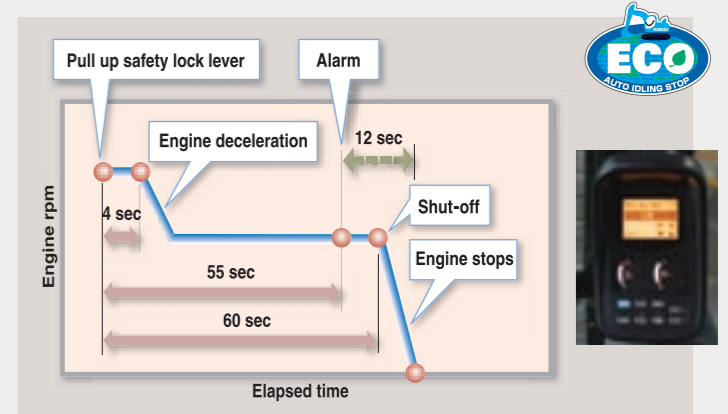 Pull up safety lock lever
Alarm
ECO
AUTO IDLING STOP
Engine deceleration
12 sec
4 sec
Shut-off
Engine rpm
Engine stops
55 sec
60 sec
Elapsed time